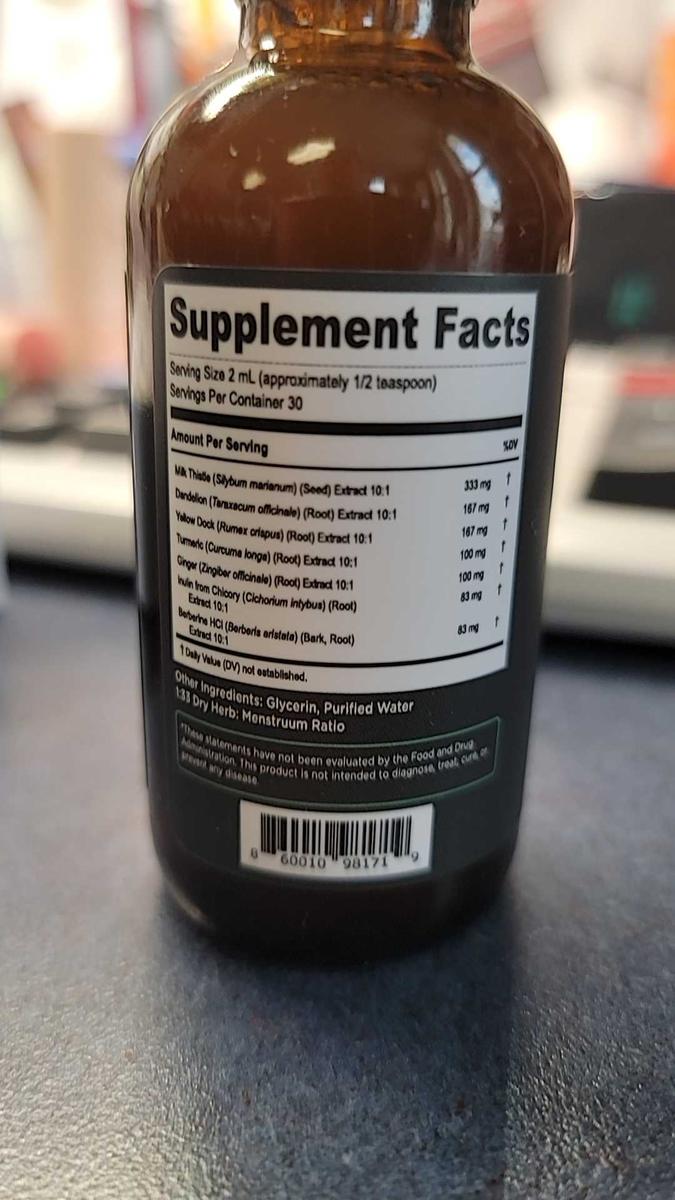 Supplement Facts
Serving Size 2 mL (approximately 1/2 teaspoon)
Servings Per Container 30
Amount Per Serving %DV
Milk Thistle (Silybum marianum) (Seed) Extract 10:1 333 mg †
Dandelion (Taraxacum officinale) (Root) Extract 10:1 167 mg †
Yellow Dock (Rumex crispus) (Root) Extract 10:1 167 mg †
Turmeric (Curcuma longa) (Root) Extract 10:1 100 mg †
Ginger (Zingiber officinale) (Root) Extract 10:1 100 mg †
Inulin from Chicory (Cichorium intybus) (Root) 83 mg †
Extract 10:1
Berberine HCl (Berberis aristata) (Bark, Root) 83 mg †
Extract 10:1
† Daily Value (DV) not established.
Other Ingredients: Glycerin, Purified Water
1:33 Dry Herb: Menstruum Ratio
*These statements have not been evaluated by the Food and Drug
Administration. This product is not intended to diagnose, treat, cure, or
prevent any disease.
8 60010 98171 9